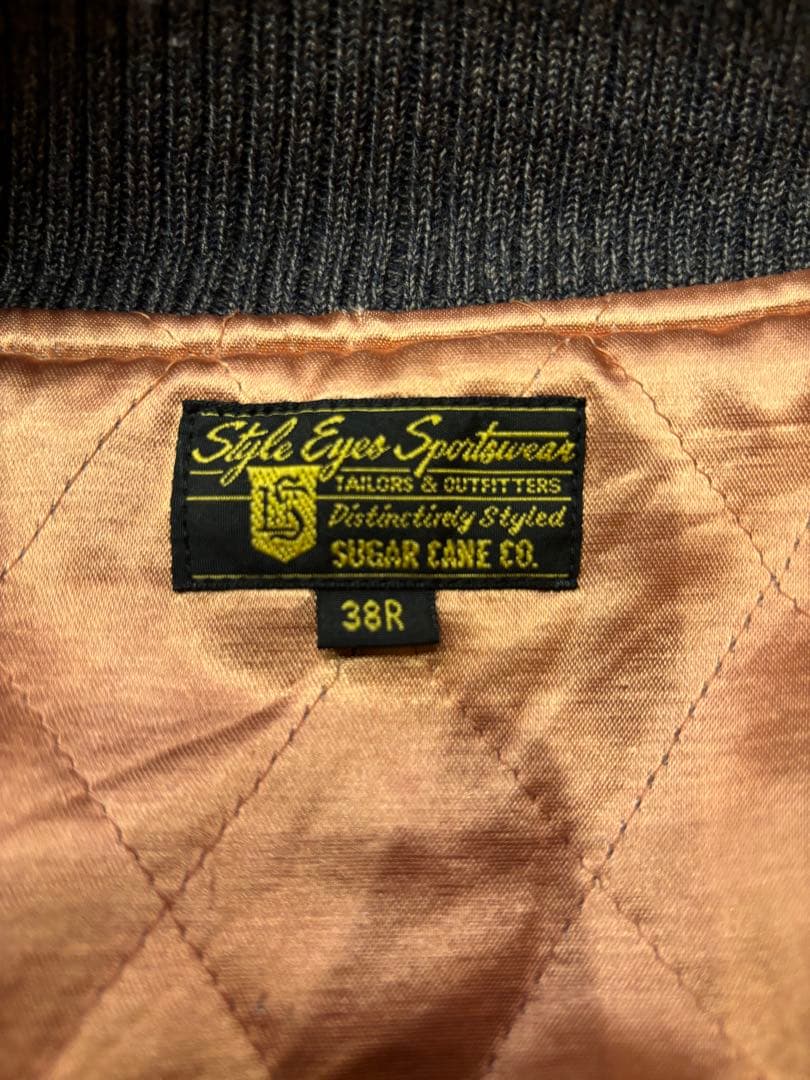 Style Eyes Sportswear
TAILORS & OUTFITTERS
Distinctively Styled
SUGAR CANE CO.
38R